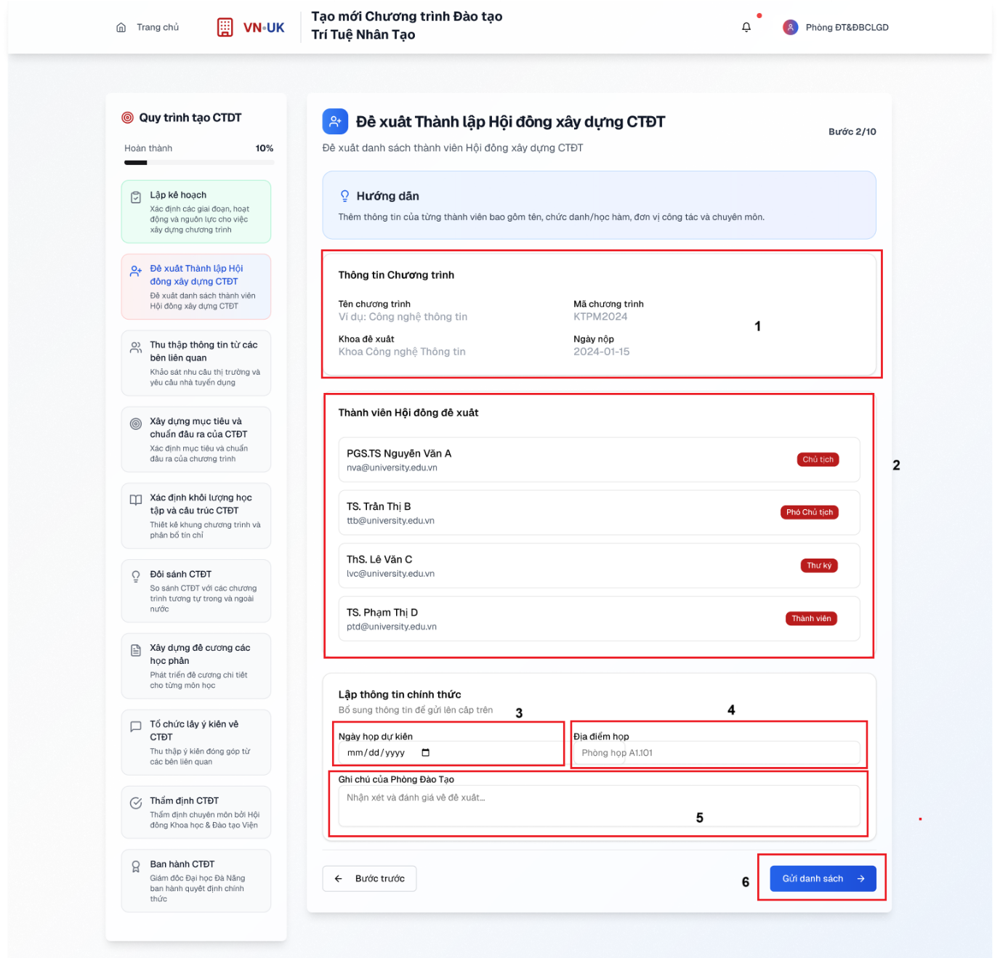 Trang chủ
VN-UK
Tạo mới Chương trình Đào tạo
Trí Tuệ Nhân Tạo
Phòng ĐT&ĐBCLGD
Quy trình tạo CTDT
Hoàn thành
10%
Lập kế hoạch
Xác định các giai đoạn, hoạt
động và nguồn lực cho việc
xây dựng chương trình
Đề xuất Thành lập Hội
đồng xây dựng CTĐT
Đề xuất danh sách thành viên
Hội đồng xây dựng CTĐT
Thu thập thông tin từ các
bên liên quan
Khảo sát nhu cầu thị trường và
yêu cầu nhà tuyển dụng
Xây dựng mục tiêu và
chuẩn đầu ra của CTĐT
Xác định mục tiêu và chuẩn
đầu ra của chương trình
Xác định khối lượng học
tập và cấu trúc CTĐT
Thiết kế khung chương trình và
phân bổ tín chỉ
Đối sánh CTĐT
So sánh CTĐT với các chương
trình tương tự trong và ngoài
nước
Xây dựng đề cương các
học phần
Phát triển đề cương chi tiết
cho từng môn học
Tổ chức lấy ý kiến về
CTĐT
Thu thập ý kiến đóng góp từ
các bên liên quan
Thẩm định CTĐT
Thẩm định chuyên môn bởi Hội
đồng Khoa học & Đào tạo Viện
Ban hành CTĐT
Giám đốc Đại học Đà Nẵng
ban hành quyết định chính
thức
Đề xuất Thành lập Hội đồng xây dựng CTĐT
Bước 2/10
Đề xuất danh sách thành viên Hội đồng xây dựng CTĐT
Hướng dẫn
Thêm thông tin của từng thành viên bao gồm tên, chức danh/học hàm, đơn vị công tác và chuyên môn.
Thông tin Chương trình
Tên chương trình
Ví dụ: Công nghệ thông tin
Mã chương trình
KTPM2024
Khoa đề xuất
Khoa Công nghệ Thông tin
Ngày nộp
2024-01-15
1
Thành viên Hội đồng đề xuất
PGS.TS Nguyễn Văn A
nva@university.edu.vn
Chủ tịch
2
TS. Trần Thị B
ttb@university.edu.vn
Phó Chủ tịch
ThS. Lê Văn C
lvc@university.edu.vn
Thư ký
TS. Phạm Thị D
ptd@university.edu.vn
Thành viên
Lập thông tin chính thức
Bổ sung thông tin để gửi lên cấp trên
3
4
Ngày họp dự kiến
mm/dd/yyyy
Địa điểm họp
Phòng họp A1.101
Ghi chú của Phòng Đào Tạo
Nhận xét và đánh giá về đề xuất...
5
Bước trước
6
Gửi danh sách